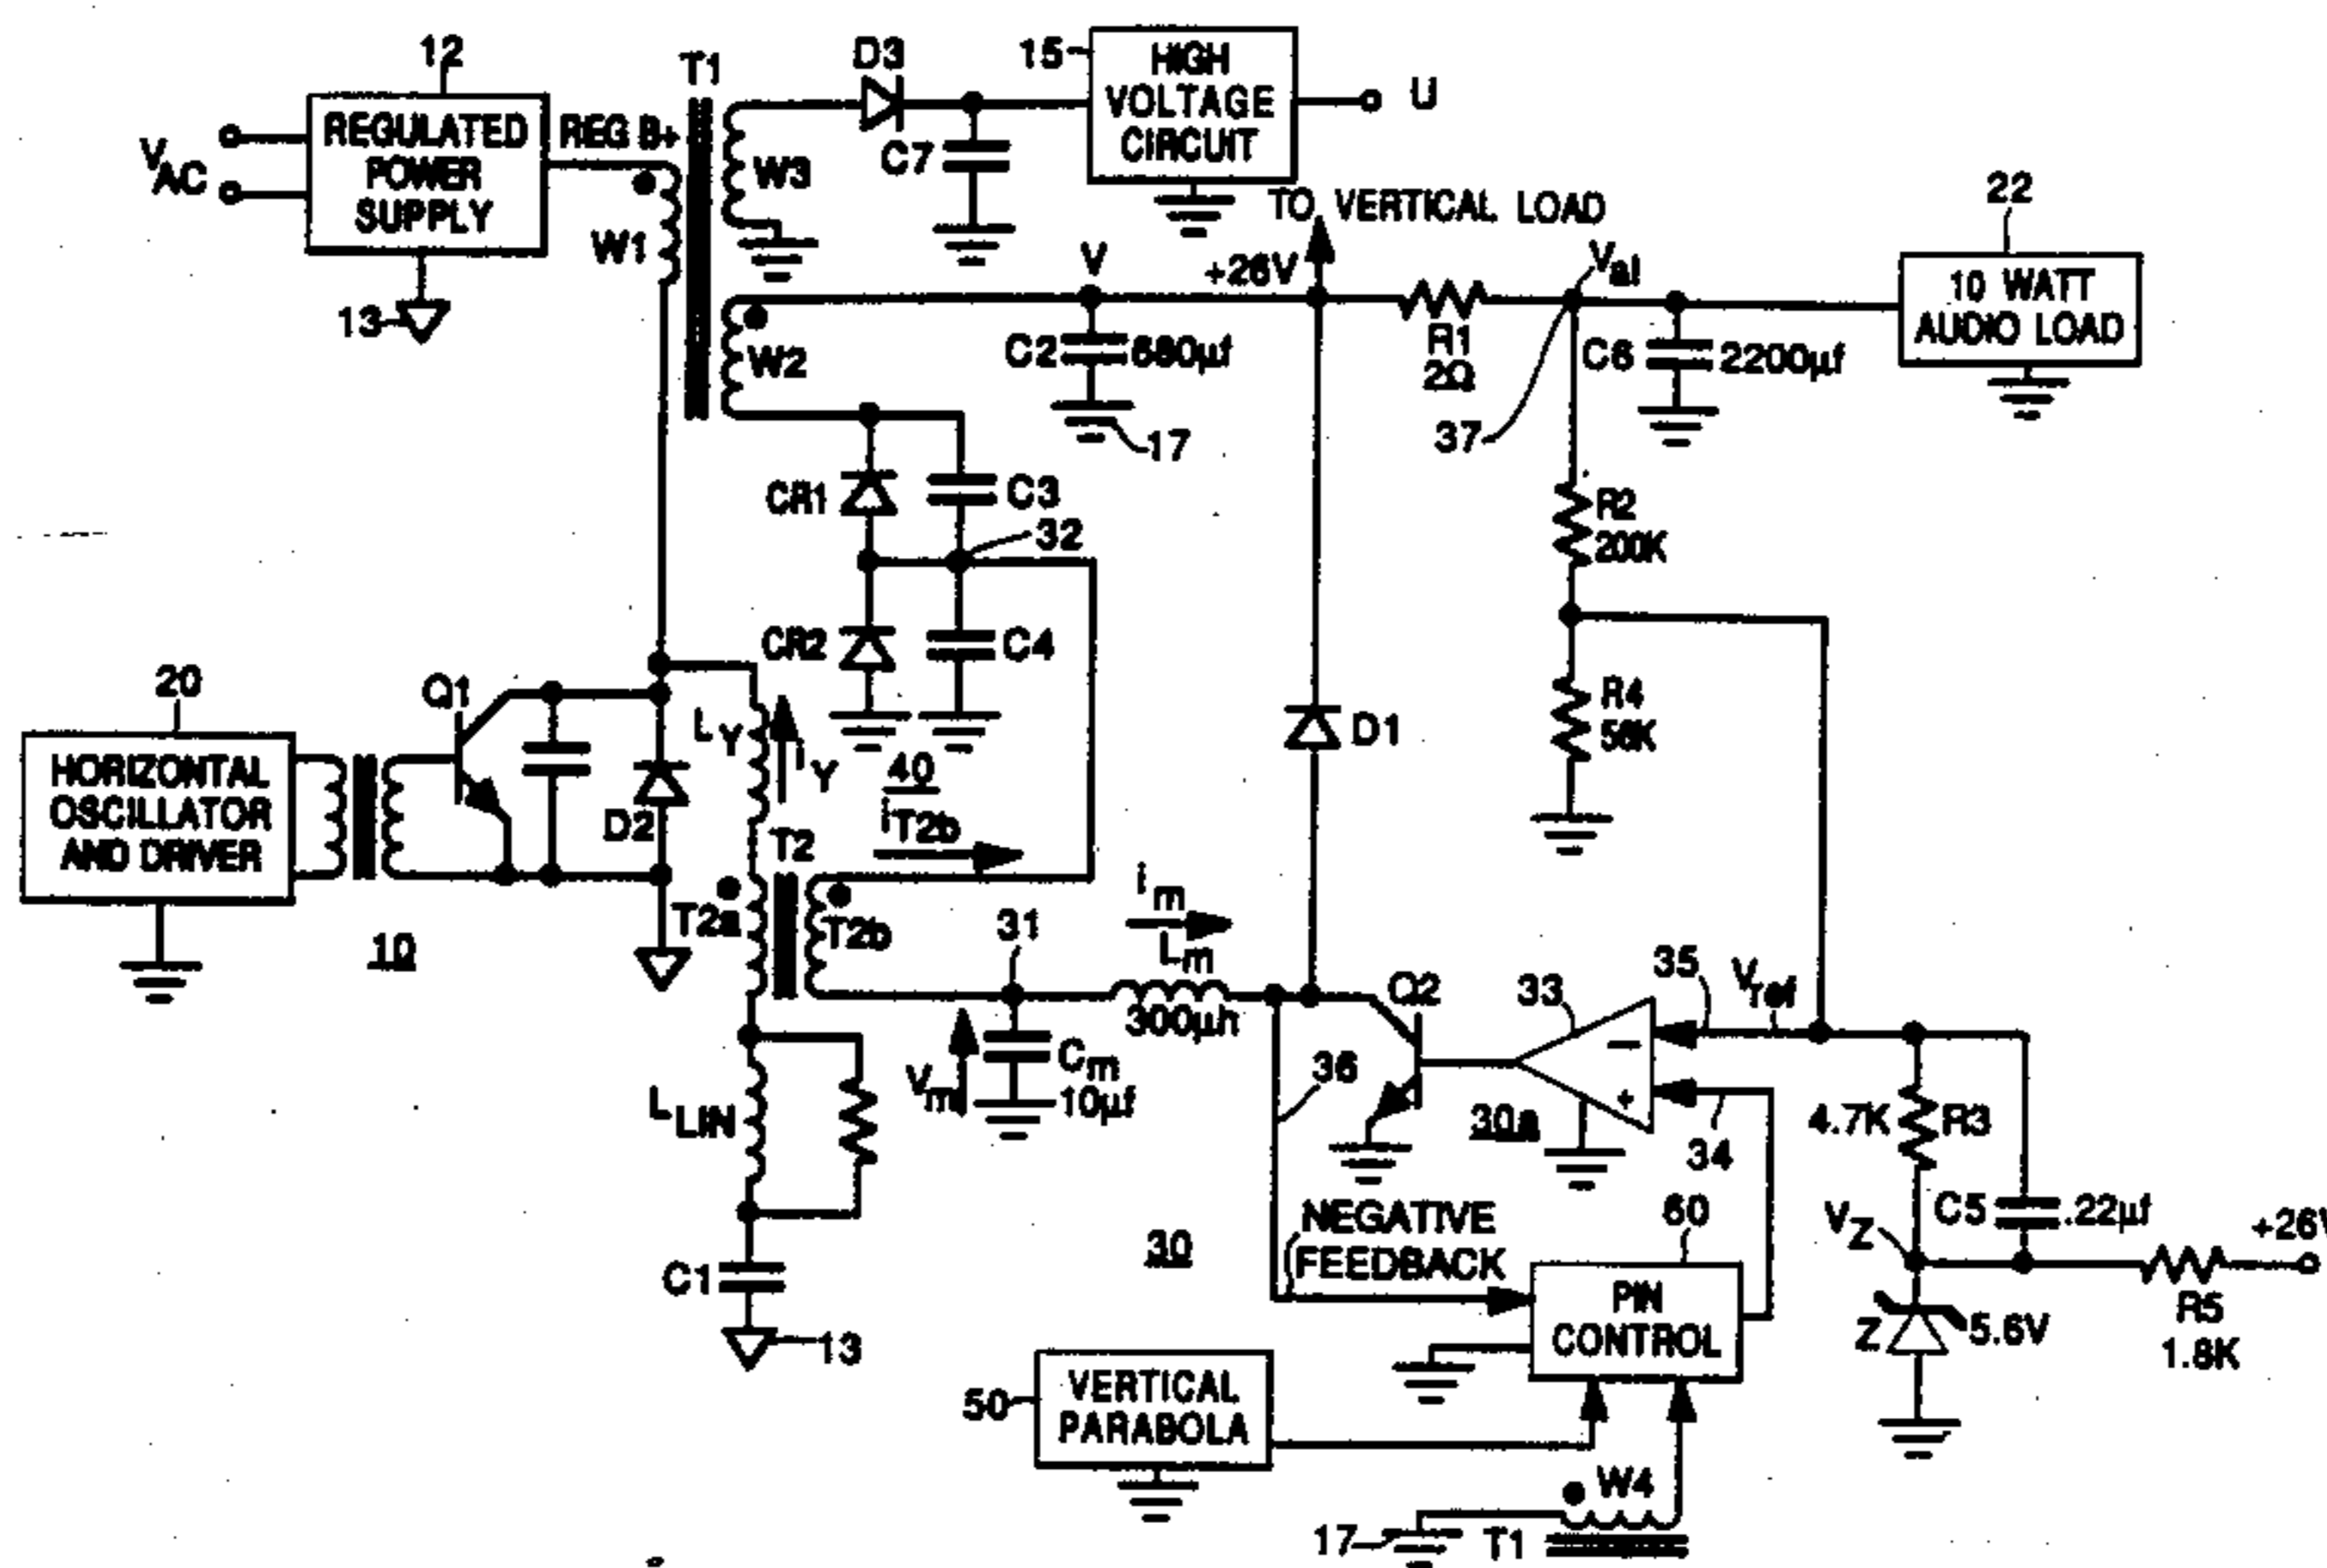 12
REGULATED
POWER
SUPPLY
V AC
REG B+
T1
W1
W3
W2
13
D3
C7
15
HIGH
VOLTAGE
CIRCUIT
U
TO VERTICAL LOAD
V
+26V
C2
680µf
17
R1
2Ω
Val
37
C6
2200µf
22
10 WATT
AUDIO LOAD
CR1
C3
32
CR2
C4
R2
200K
R4
56K
D1
20
HORIZONTAL
OSCILLATOR
AND DRIVER
10
Q1
D2
LY
iY
40
iT2b
T2
T2a
T2b
31
im
Lm
300µh
Vm
Cm
10µf
LLIN
C1
13
Q2
33
35
Vref
36
30a
34
4.7K
R3
C5
.22µf
VZ
+26V
R5
1.8K
Z
5.6V
30
NEGATIVE
FEEDBACK
60
PIN
CONTROL
50
VERTICAL
PARABOLA
W4
17
T1